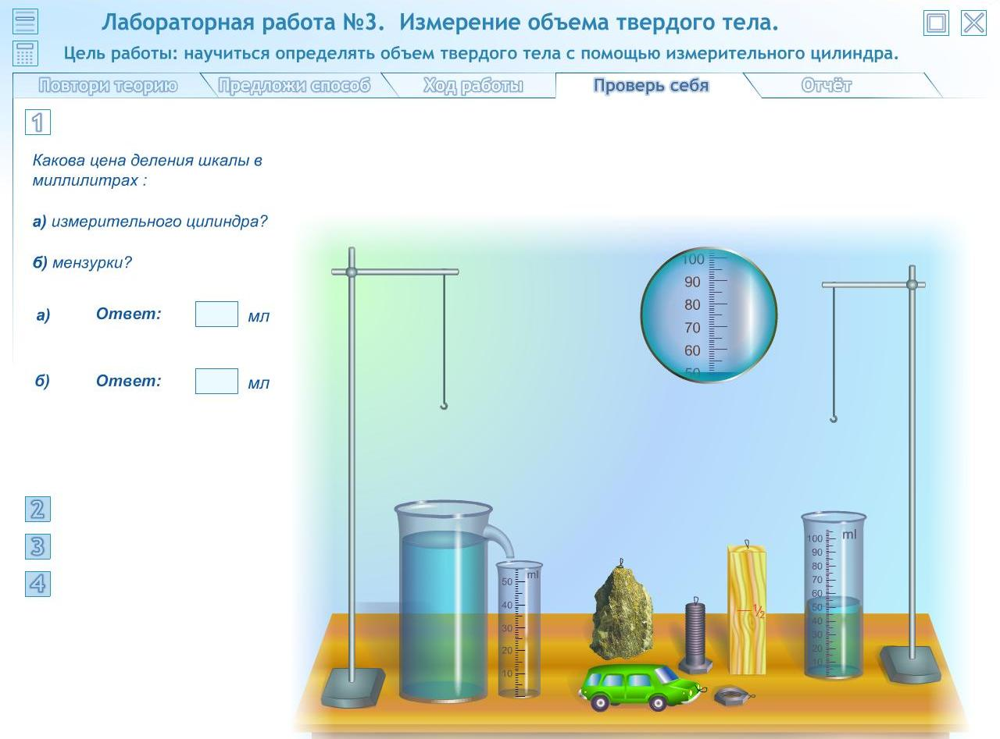 Лабораторная работа №3. Измерение объема твердого тела.
Цель работы: научиться определять объем твердого тела с помощью измерительного цилиндра.
Повтори теорию
Предложи способ
Ход работы
Проверь себя
Отчёт
1
Какова цена деления шкалы в
миллилитрах :
а) измерительного цилиндра?
б) мензурки?
а) Ответ: мл
б) Ответ: мл
2
3
4
100
90
80
70
60
50
ml
50
40
30
20
10
½
ml
100
90
80
70
60
50
40
30
20
10